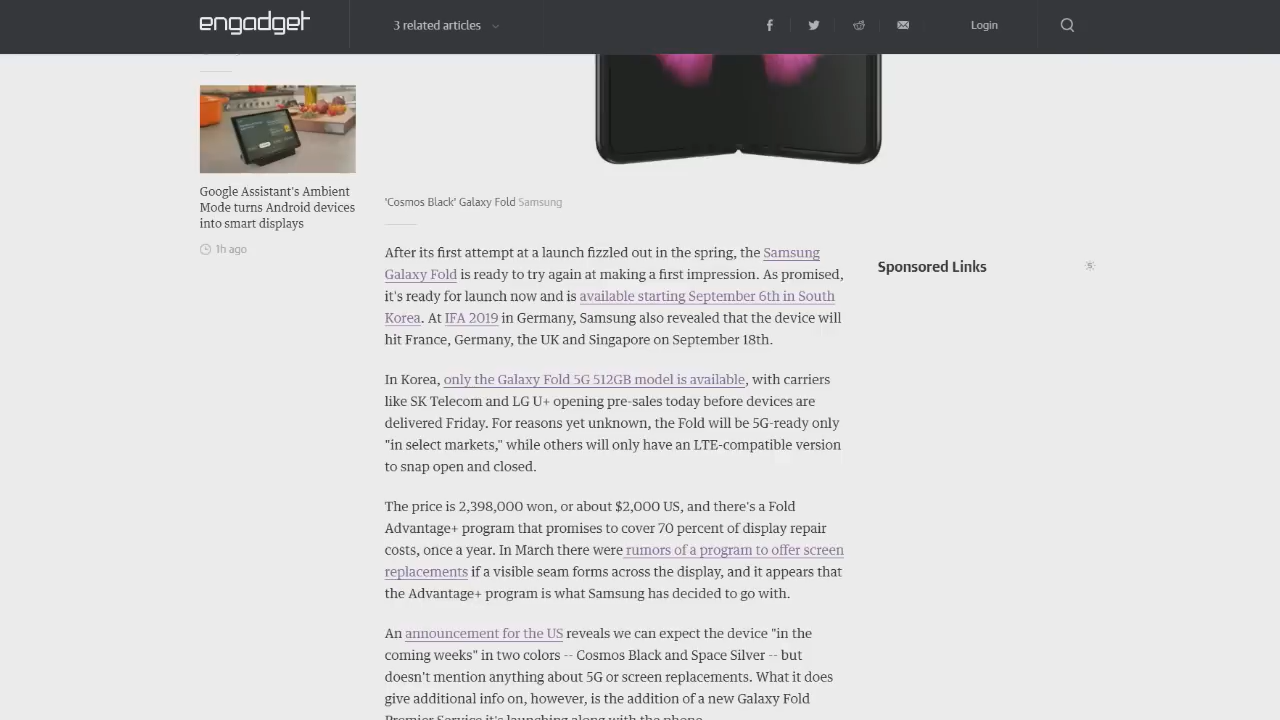 engadget
3 related articles
Login
Google Assistant's Ambient
Mode turns Android devices
into smart displays
1h ago
'Cosmos Black' Galaxy Fold Samsung
After its first attempt at a launch fizzled out in the spring, the Samsung
Galaxy Fold is ready to try again at making a first impression. As promised,
it's ready for launch now and is available starting September 6th in South
Korea. At IFA 2019 in Germany, Samsung also revealed that the device will
hit France, Germany, the UK and Singapore on September 18th.
In Korea, only the Galaxy Fold 5G 512GB model is available, with carriers
like SK Telecom and LG U+ opening pre-sales today before devices are
delivered Friday. For reasons yet unknown, the Fold will be 5G-ready only
"in select markets," while others will only have an LTE-compatible version
to snap open and closed.
The price is 2,398,000 won, or about $2,000 US, and there's a Fold
Advantage+ program that promises to cover 70 percent of display repair
costs, once a year. In March there were rumors of a program to offer screen
replacements if a visible seam forms across the display, and it appears that
the Advantage+ program is what Samsung has decided to go with.
An announcement for the US reveals we can expect the device "in the
coming weeks" in two colors -- Cosmos Black and Space Silver -- but
doesn't mention anything about 5G or screen replacements. What it does
give additional info on, however, is the addition of a new Galaxy Fold
Premier Service it's launching along with the phone.
Sponsored Links